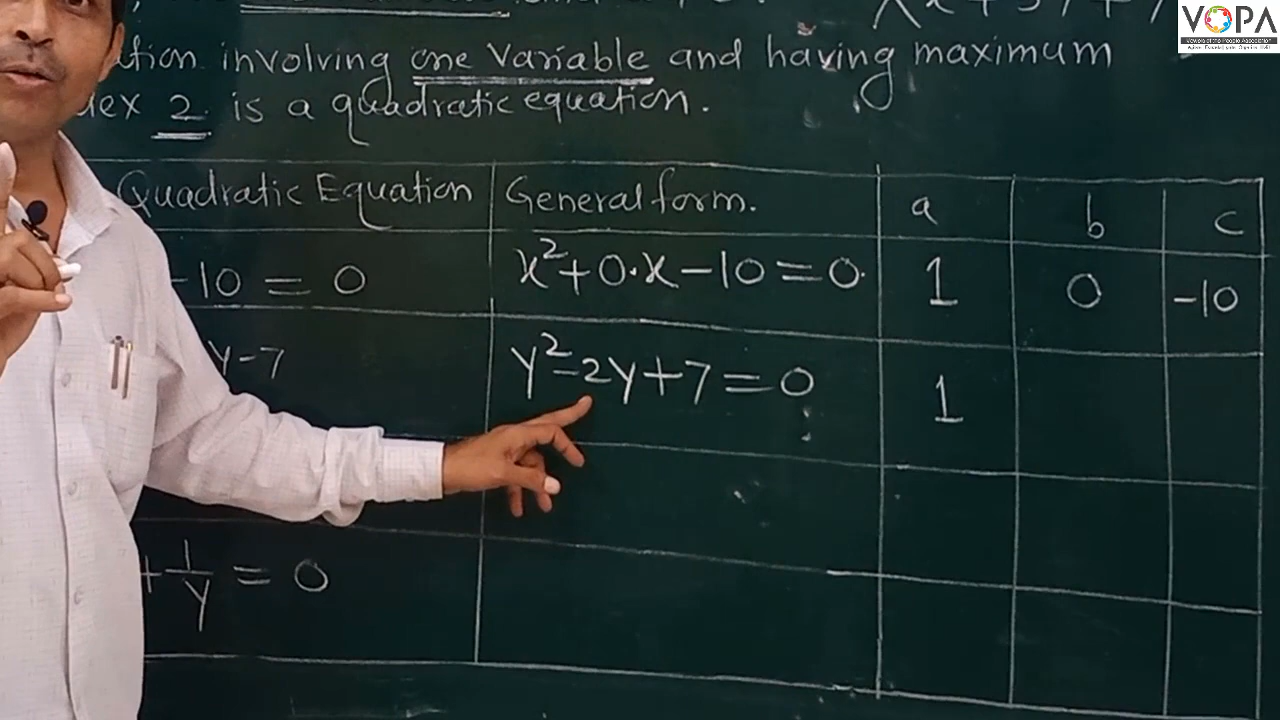 VOPA
ation involving one variable and having maximum
dex 2 is a quadratic equation.
Quadratic Equation General form. a b c
-10 = 0 x²+0·x-10=0. 1 0 -10
y-7 y²-2y+7=0 1
+ 1/y = 0